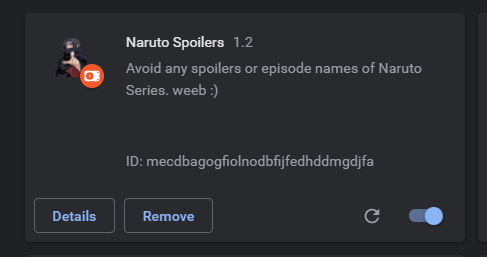 Naruto Spoilers 1.2
Avoid any spoilers or episode names of Naruto
Series. weeb :)
ID: mecdbagogfiolnodbfijfedhddmgdjfa
Details Remove